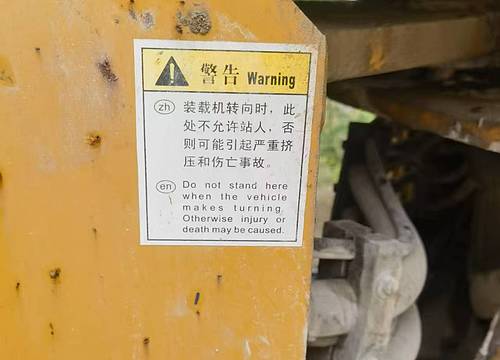 警告 Warning
zh 装载机转向时，此
处不允许站人，否
则可能引起严重挤
压和伤亡事故。
en Do not stand here
when the vehicle
makes turning
Otherwise injury or
death may be caused.